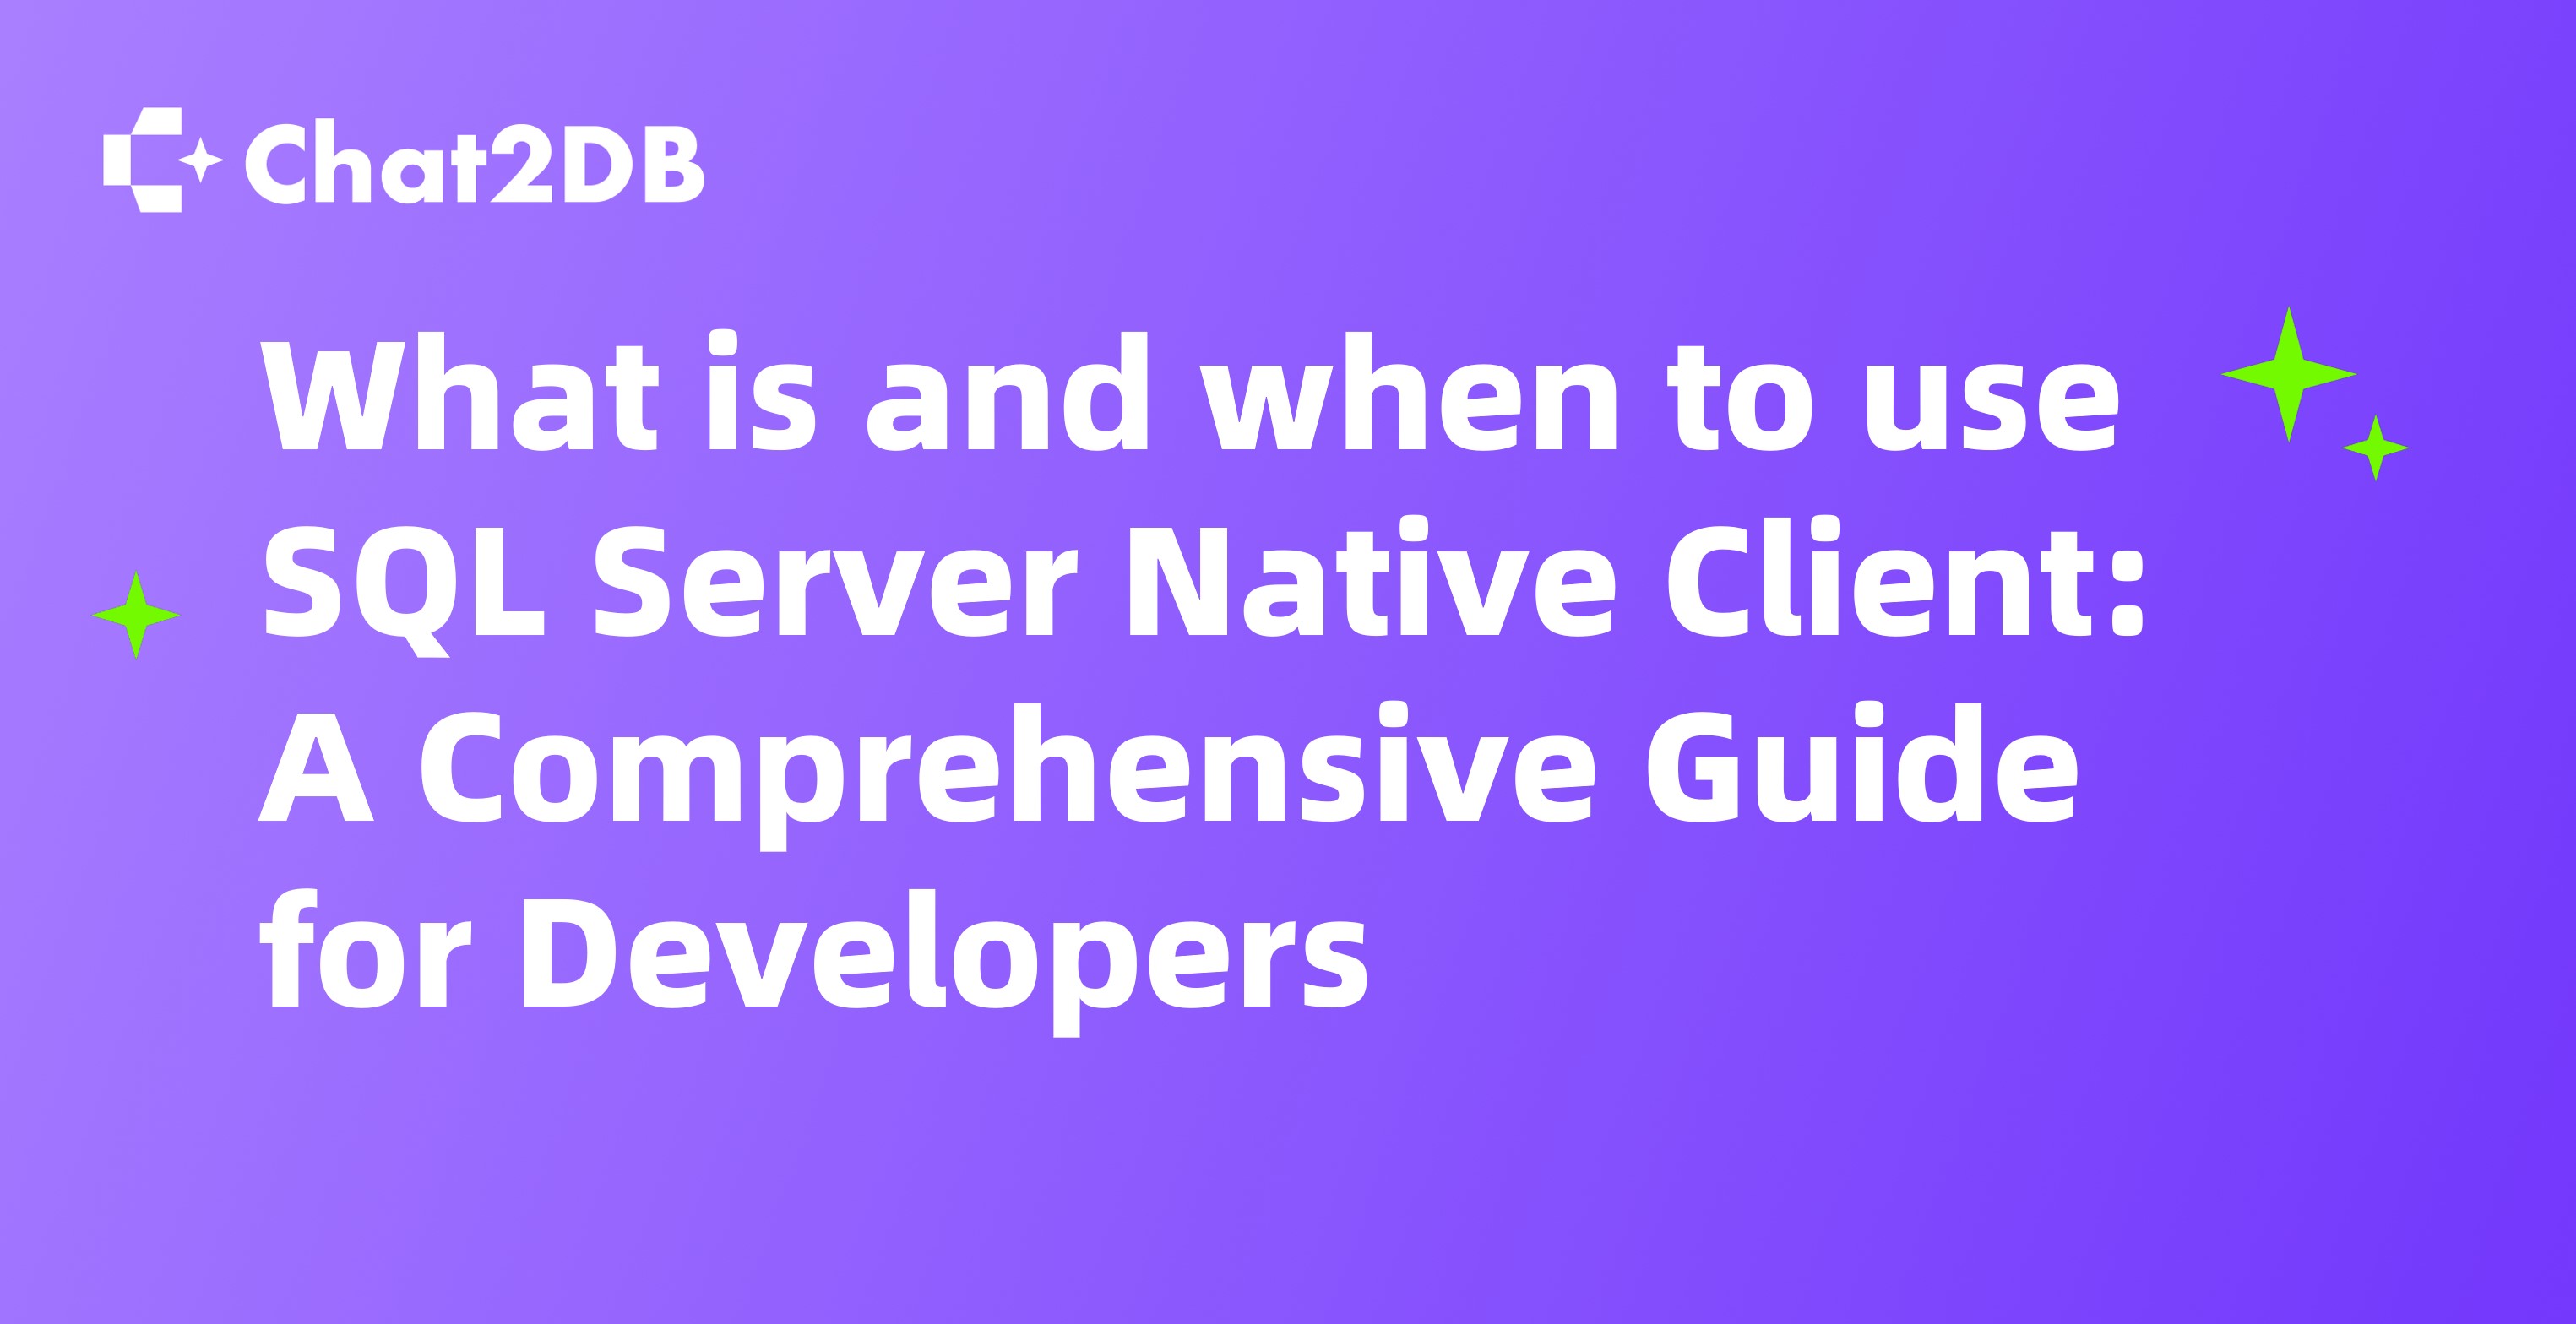 Chat2DB
What is and when to use
SQL Server Native Client:
A Comprehensive Guide
for Developers